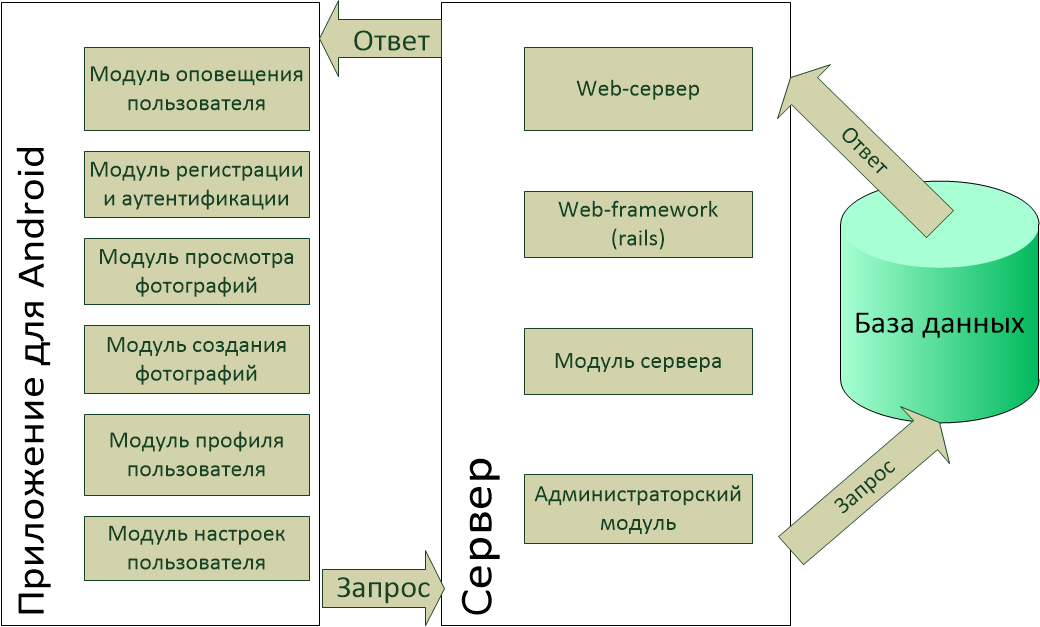 Приложение для Android
Модуль оповещения
пользователя
Модуль регистрации
и аутентификации
Модуль просмотра
фотографий
Модуль создания
фотографий
Модуль профиля
пользователя
Модуль настроек
пользователя
Ответ
Запрос
Сервер
Web-сервер
Web-framework
(rails)
Модуль сервера
Администраторский
модуль
Ответ
База данных
Запрос